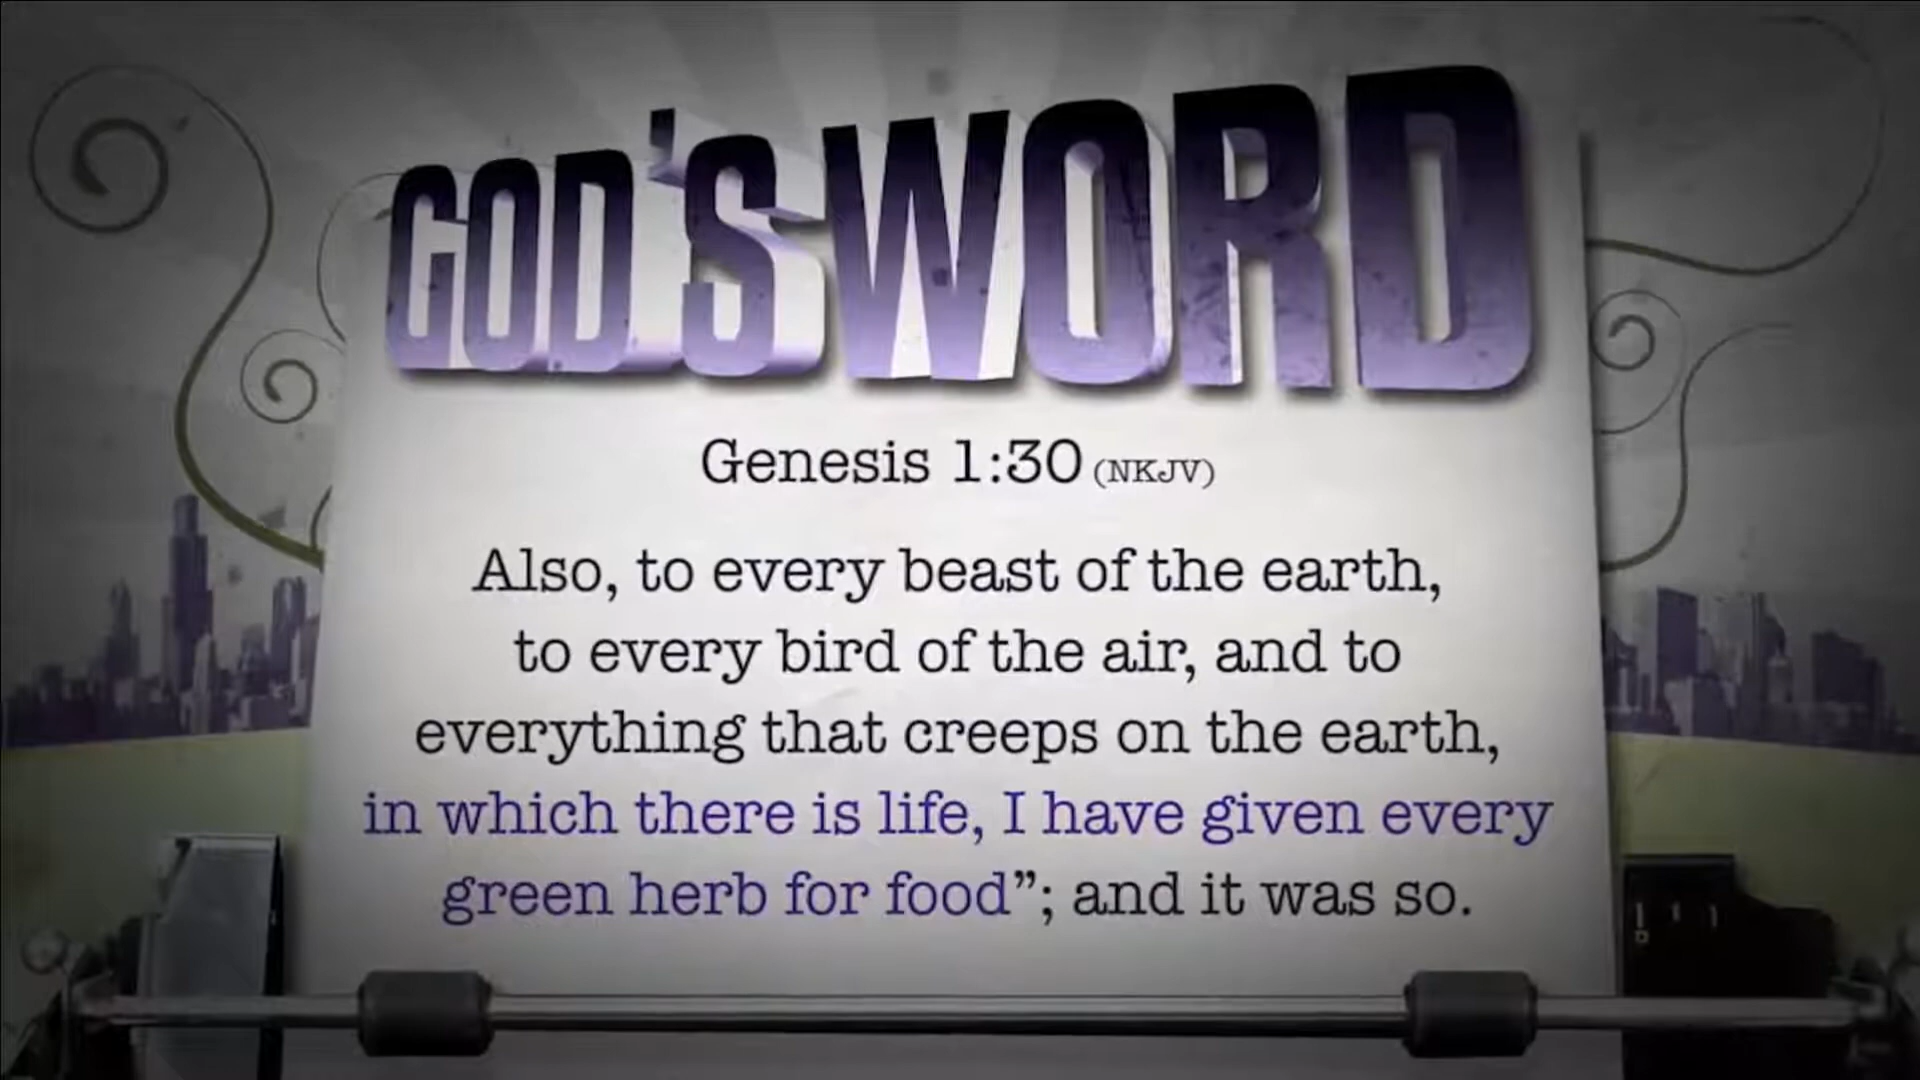 GOD'S WORD
Genesis 1:30 (NKJV)
Also, to every beast of the earth,
to every bird of the air, and to
everything that creeps on the earth,
in which there is life, I have given every
green herb for food”; and it was so.